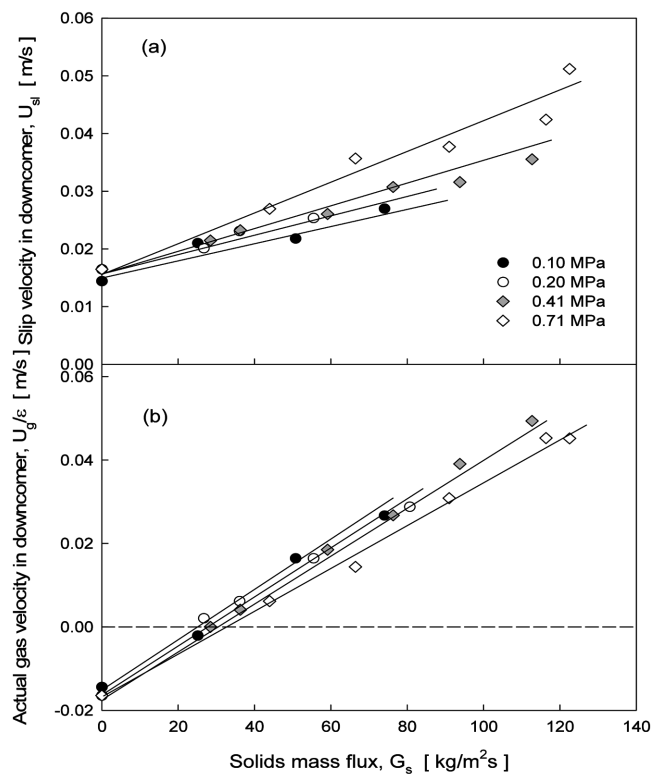 0.06
(a)
0.05
0.04
0.03
0.02
0.01
0.00
Slip velocity in downcomer, Usl [ m/s]
0.10 MPa
0.20 MPa
0.41 MPa
0.71 MPa
0.06
(b)
0.04
0.02
0.00
-0.02
Actual gas velocity in downcomer, Ug/ε [ m/s]
0 20 40 60 80 100 120 140
Solids mass flux, Gs [ kg/m²s ]